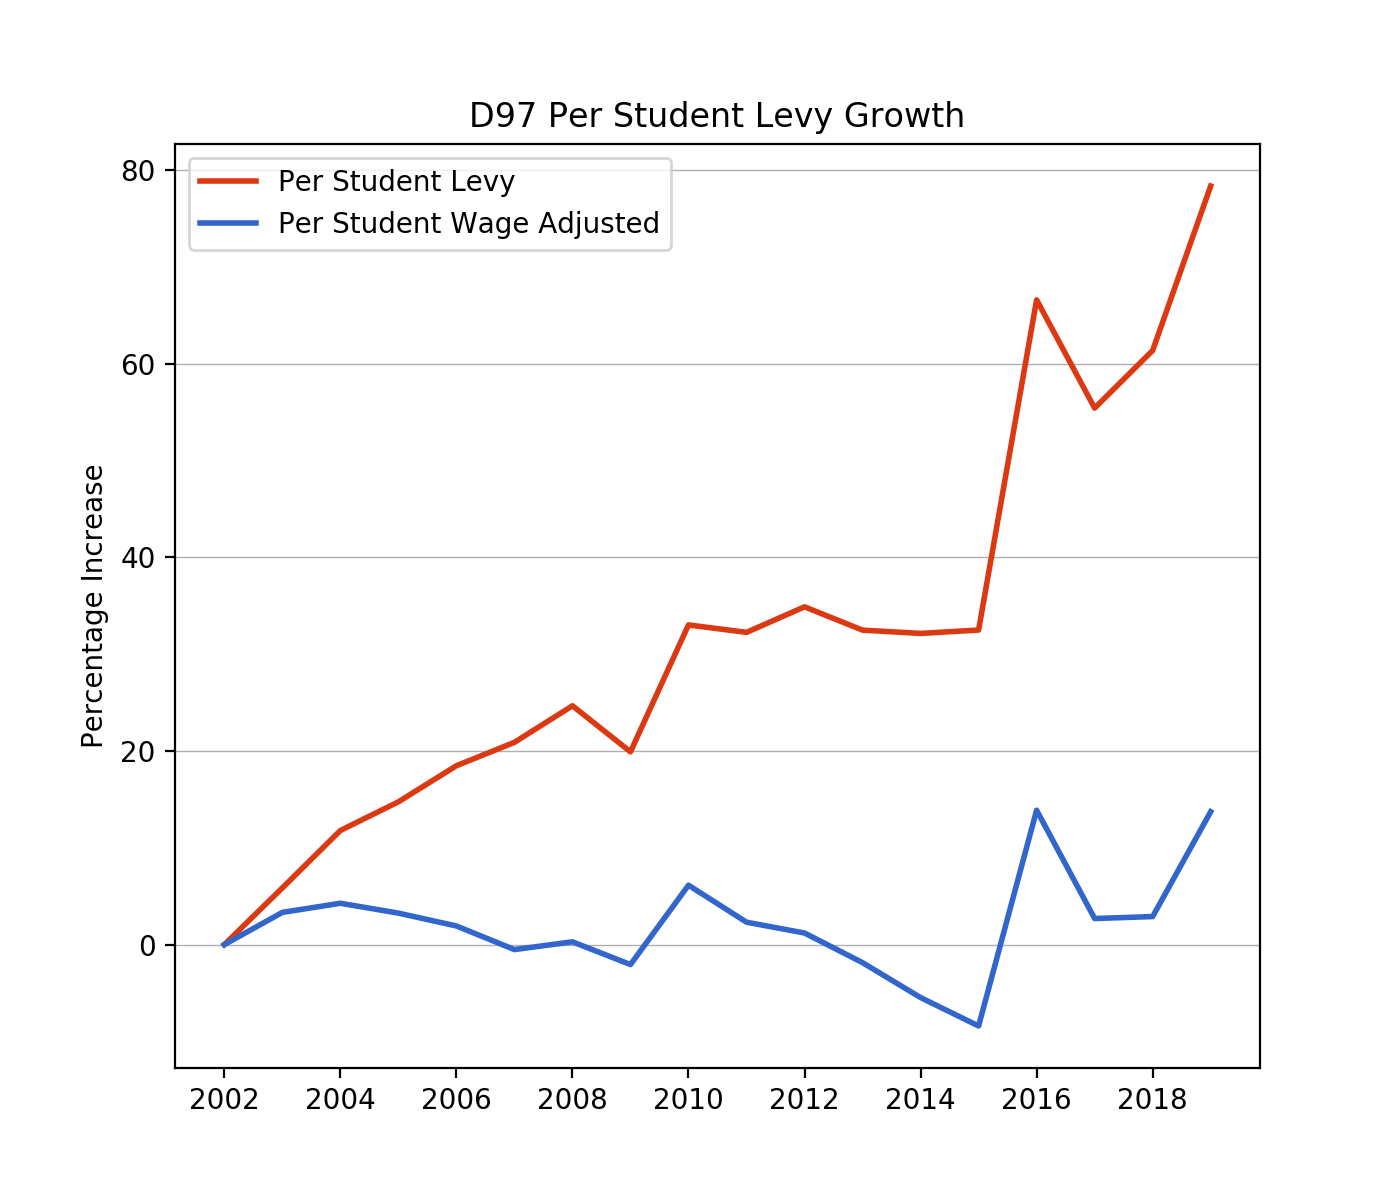 D97 Per Student Levy Growth
Per Student Levy
Per Student Wage Adjusted
Percentage Increase
80
60
40
20
0
2002 2004 2006 2008 2010 2012 2014 2016 2018